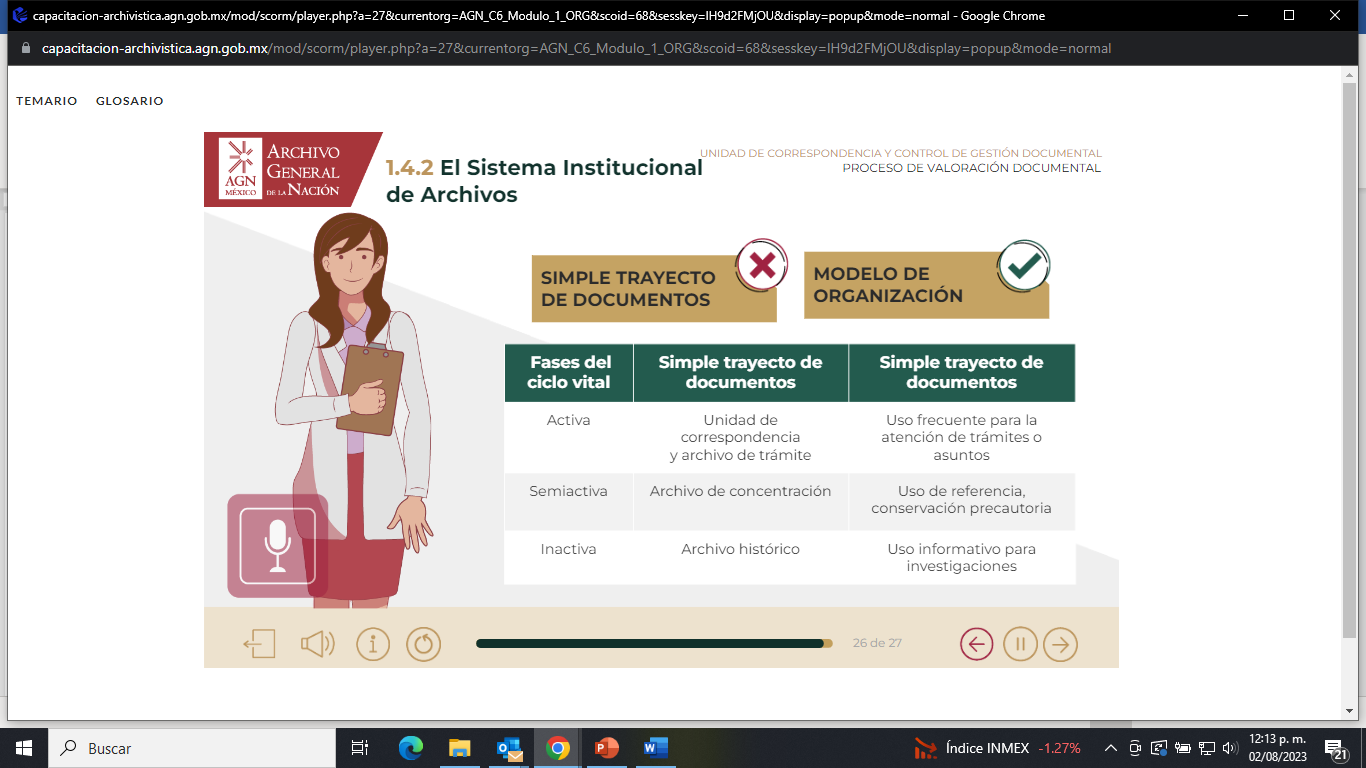 capacitacion-archivistica.agn.gob.mx/mod/scorm/player.php?a=27&currentorg=AGN_C6_Modulo_1_ORG&scoid=68&sesskey=IH9d2FMjOU&display=popup&mode=normal - Google Chrome
capacitacion-archivistica.agn.gob.mx/mod/scorm/player.php?a=27&currentorg=AGN_C6_Modulo_1_ORG&scoid=68&sesskey=IH9d2FMjOU&display=popup&mode=normal
TEMARIO GLOSARIO
AGN
MÉXICO
ARCHIVO
GENERAL
DE LA NACIÓN
1.4.2 El Sistema Institucional
de Archivos
UNIDAD DE CORRESPONDENCIA Y CONTROL DE GESTIÓN DOCUMENTAL
PROCESO DE VALORACIÓN DOCUMENTAL
SIMPLE TRAYECTO
DE DOCUMENTOS
MODELO DE
ORGANIZACIÓN
Fases del
ciclo vital
Simple trayecto de
documentos
Simple trayecto de
documentos
Activa
Unidad de
correspondencia
y archivo de trámite
Uso frecuente para la
atención de trámites o
asuntos
Semiactiva
Archivo de concentración
Uso de referencia,
conservación precautoria
Inactiva
Archivo histórico
Uso informativo para
investigaciones
26 de 27
Buscar
Índice INMEX -1.27%
12:13 p. m.
02/08/2023
21